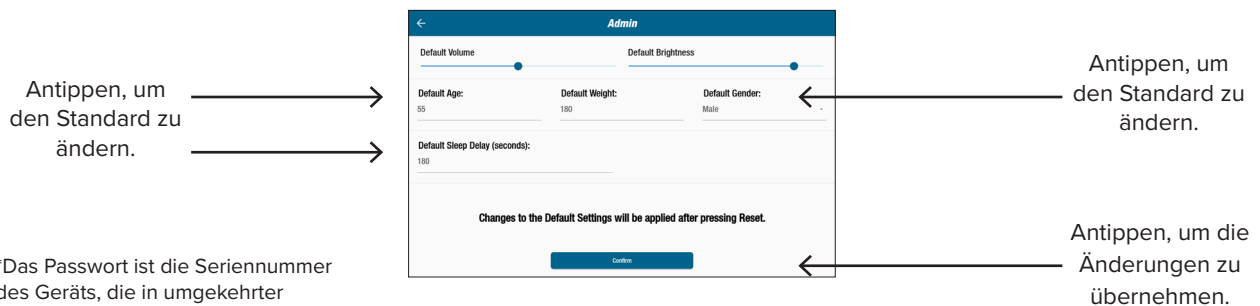 Admin
Default Volume
Default Brightness
Antippen, um
den Standard zu
ändern.
Default Age:
55
Default Weight:
180
Default Gender:
Male
Default Sleep Delay (seconds):
180
Antippen, um
den Standard zu
ändern.
Changes to the Default Settings will be applied after pressing Reset.
Confirm
Antippen, um die
Änderungen zu
übernehmen.
*Das Passwort ist die Seriennummer
des Geräts, die in umgekehrter